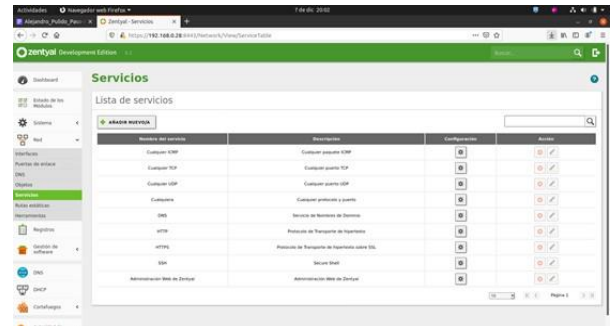 Actividades
Navegador web Firefox
7 de dic 20:02
Alejandro_Pulido_Pau
Zentyal - Servicios
https://192.168.0.28:8443/Network/View/ServiceTable
zentyal Development Edition
Buscar...
Dashboard
Estado de los Módulos
Sistema
Red
Interfaces
Puertas de enlace
DNS
Objetos
Servicios
Rutas estáticas
Herramientas
Registros
Gestión de software
DNS
DHCP
Cortafuegos
Servicios
Lista de servicios
AÑADIR NUEVO/A
Nombre del servicio Descripción Configuración Acción
Cualquier ICMP Cualquier paquete ICMP
Cualquier TCP Cualquier puerto TCP
Cualquier UDP Cualquier puerto UDP
Cualquiera Cualquier protocolo y puerto
DNS Servicio de Nombres de Dominio
HTTP Protocolo de Transporte de hipertexto
HTTPS Protocolo de Transporte de hipertexto sobre SSL
SSH Secure Shell
Administración Web de Zentyal Administración Web de Zentyal
10 Página 1